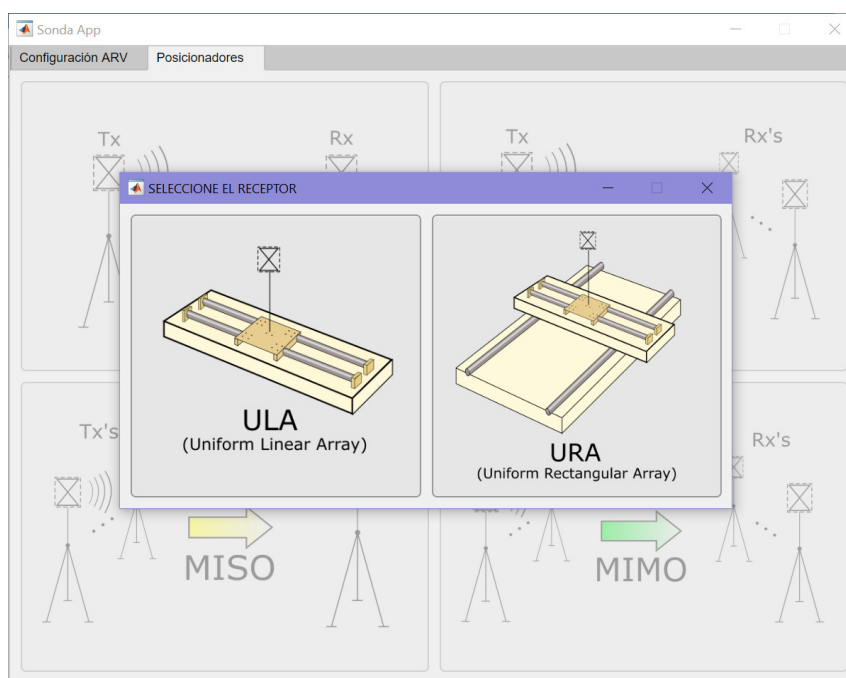 Sonda App
Configuración ARV
Posicionadores
Tx
Rx
Tx
Rx's
SELECCIONE EL RECEPTOR
ULA
(Uniform Linear Array)
URA
(Uniform Rectangular Array)
Tx's
Rx's
MISO
MIMO